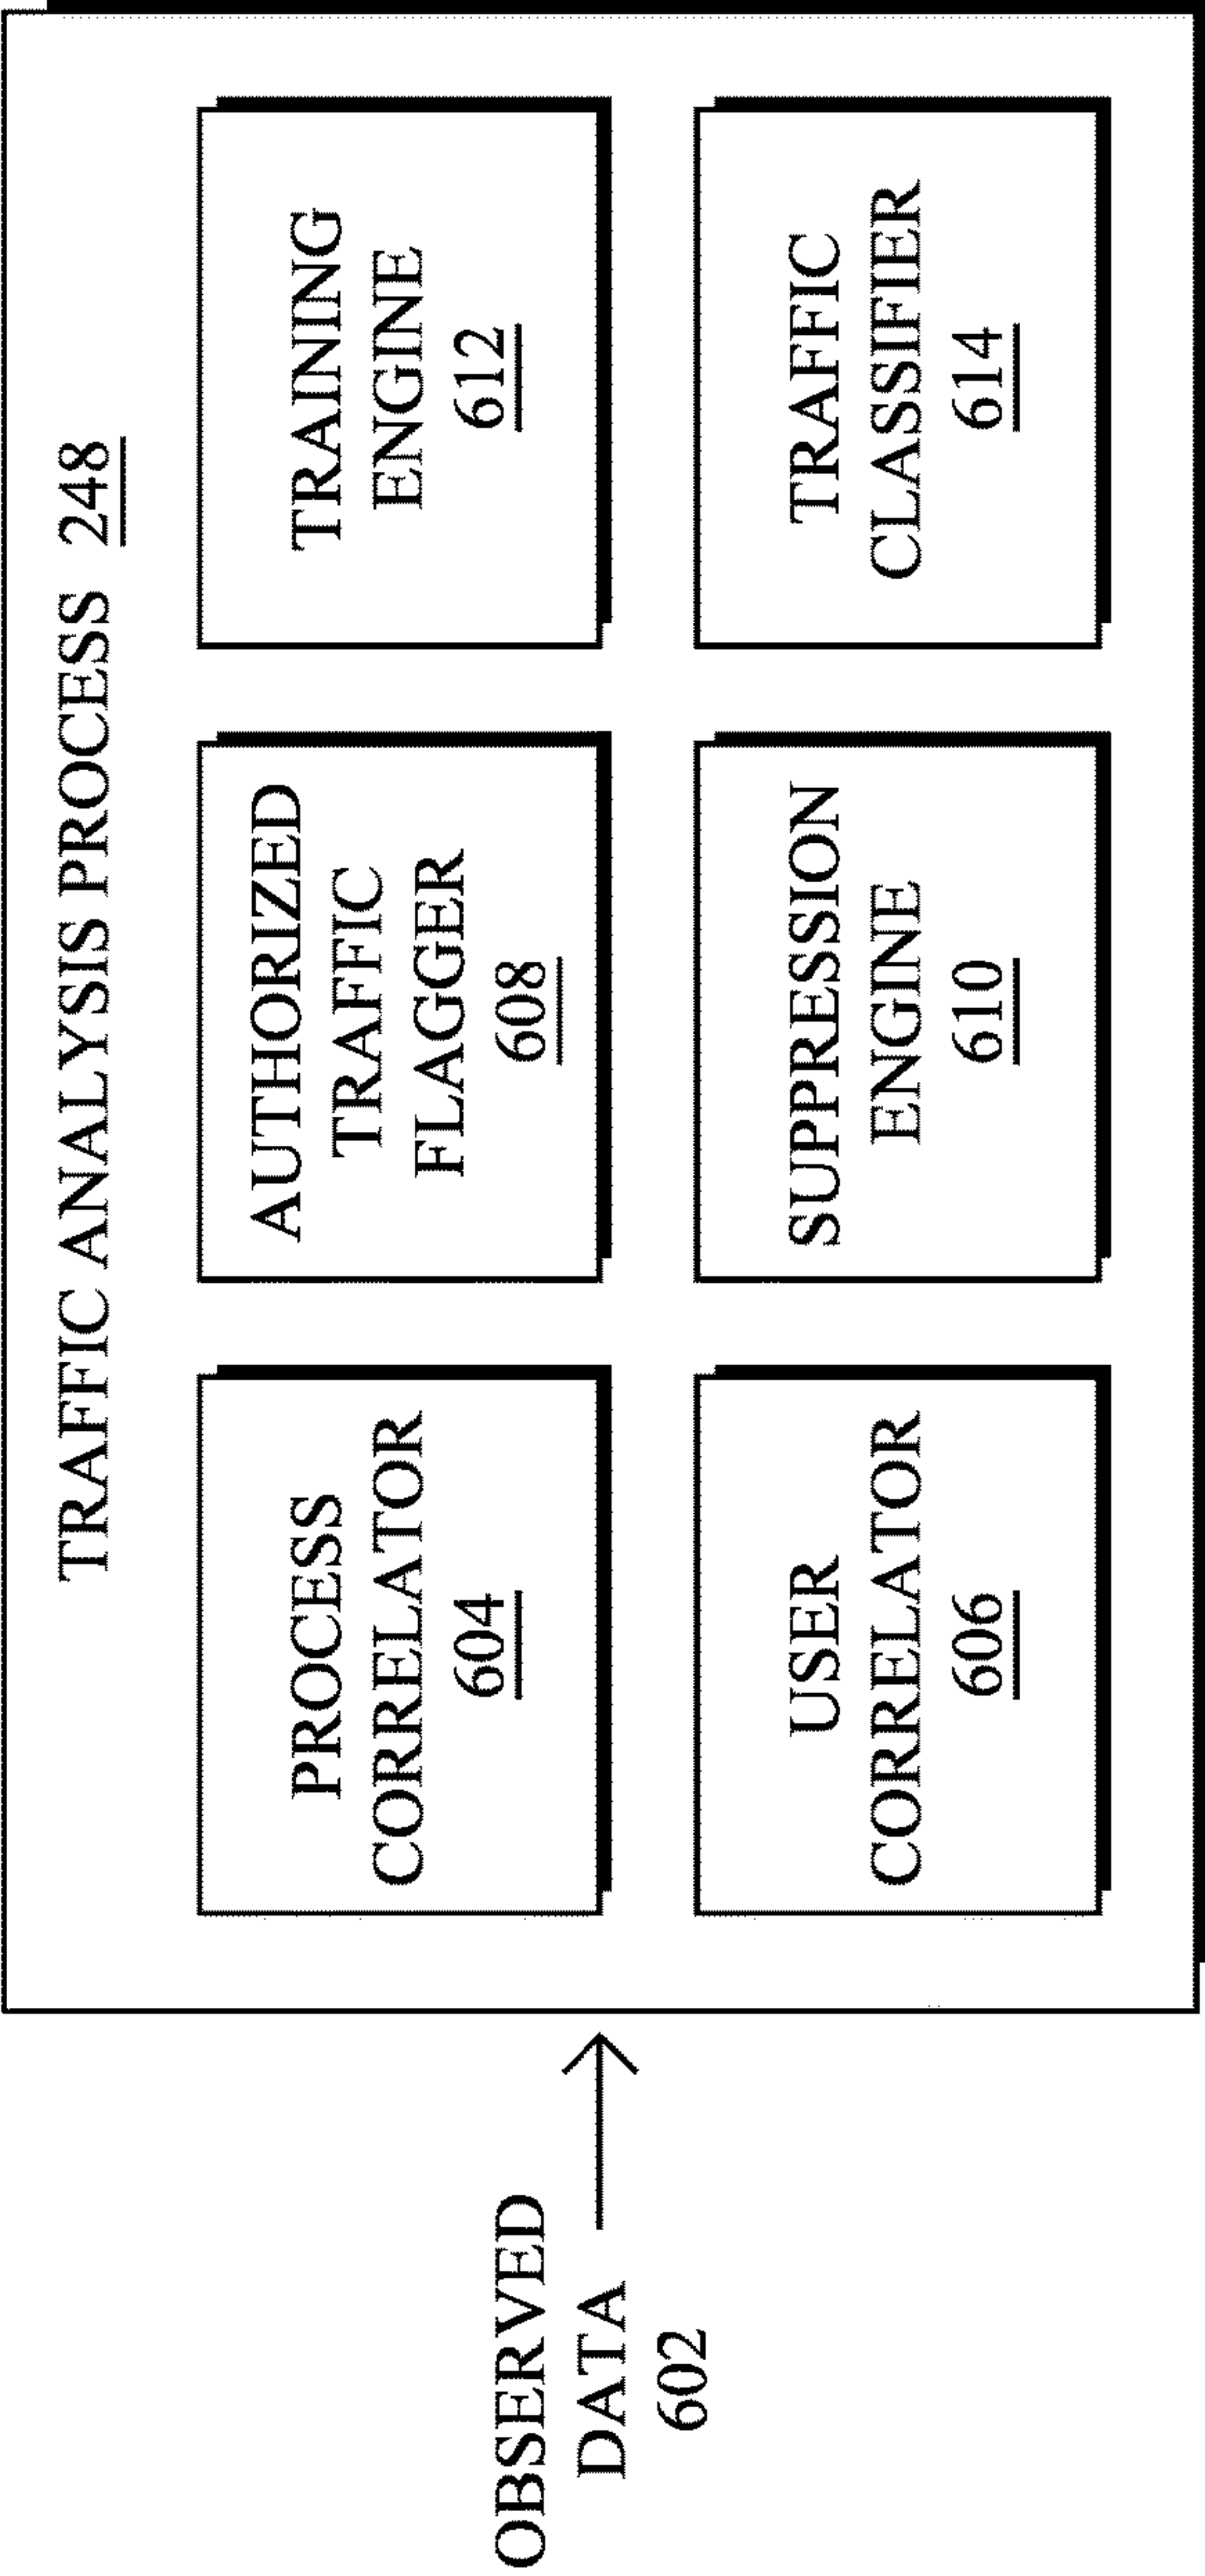 TRAFFIC ANALYSIS PROCESS 248
OBSERVED
DATA
602
PROCESS
CORRELATOR
604
AUTHORIZED
TRAFFIC
FLAGGER
608
TRAINING
ENGINE
612
USER
CORRELATOR
606
SUPPRESSION
ENGINE
610
TRAFFIC
CLASSIFIER
614